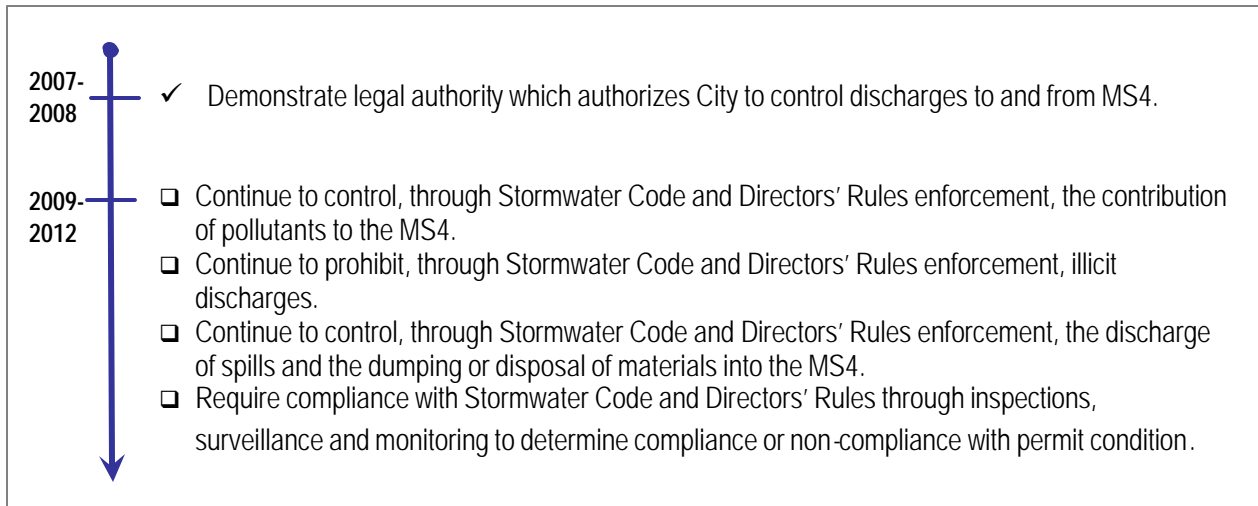 2007-
2008
✓ Demonstrate legal authority which authorizes City to control discharges to and from MS4.
2009-
2012
❑ Continue to control, through Stormwater Code and Directors' Rules enforcement, the contribution
of pollutants to the MS4.
❑ Continue to prohibit, through Stormwater Code and Directors' Rules enforcement, illicit
discharges.
❑ Continue to control, through Stormwater Code and Directors' Rules enforcement, the discharge
of spills and the dumping or disposal of materials into the MS4.
❑ Require compliance with Stormwater Code and Directors' Rules through inspections,
surveillance and monitoring to determine compliance or non-compliance with permit condition.